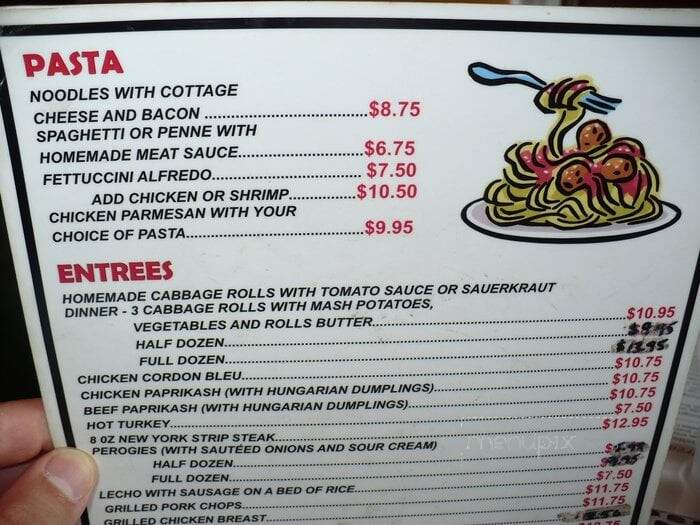 PASTA
NOODLES WITH COTTAGE
CHEESE AND BACON ..................$8.75
SPAGHETTI OR PENNE WITH
HOMEMADE MEAT SAUCE..................$6.75
FETTUCCINI ALFREDO.................. $7.50
ADD CHICKEN OR SHRIMP..................$10.50
CHICKEN PARMESAN WITH YOUR
CHOICE OF PASTA..................$9.95
ENTREES
HOMEMADE CABBAGE ROLLS WITH TOMATO SAUCE OR SAUERKRAUT
DINNER - 3 CABBAGE ROLLS WITH MASH POTATOES,
VEGETABLES AND ROLLS BUTTER..................$10.95
HALF DOZEN..................
FULL DOZEN..................$13.95
CHICKEN CORDON BLEU..................$10.75
CHICKEN PAPRIKASH (WITH HUNGARIAN DUMPLINGS)..................$10.75
BEEF PAPRIKASH (WITH HUNGARIAN DUMPLINGS)..................$10.75
HOT TURKEY..................$7.50
8 OZ NEW YORK STRIP STEAK..................$12.95
PEROGIES (WITH SAUTÉED ONIONS AND SOUR CREAM)
HALF DOZEN..................
FULL DOZEN..................
LECHO WITH SAUSAGE ON A BED OF RICE..................$7.50
GRILLED PORK CHOPS..................$11.75
GRILLED CHICKEN BREAST..................$11.75
menupix